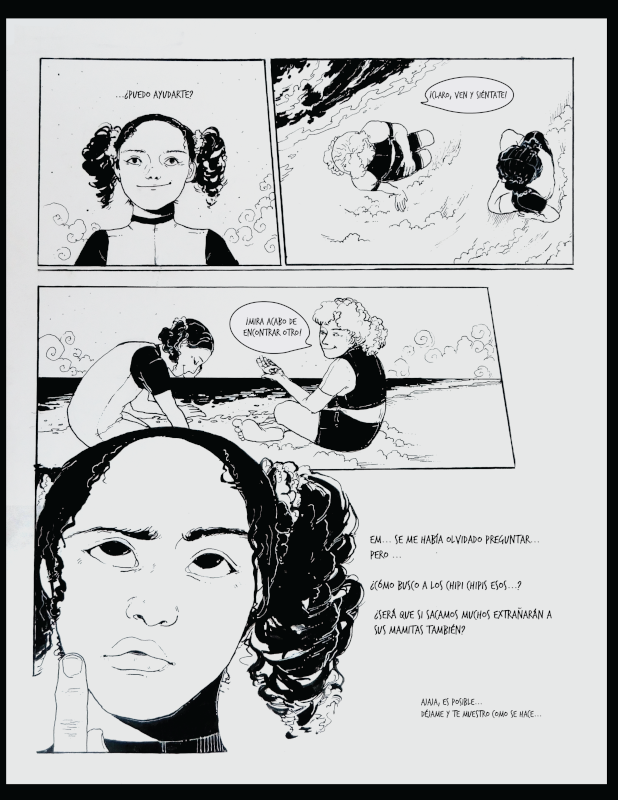 ...¿PUEDO AYUDARTE?
¡CLARO, VEN Y SIÉNTATE!
¡MIRA ACABO DE
ENCONTRAR OTRO!
EM... SE ME HABÍA OLVIDADO PREGUNTAR...
PERO ...
¿CÓMO BUSCO A LOS CHIPI CHIPIS ESOS...?
¿SERÁ QUE SI SACAMOS MUCHOS EXTRAÑARÁN A
SUS MAMITAS TAMBIÉN?
AJAJA, ES POSIBLE...
DÉJAME Y TE MUESTRO COMO SE HACE...